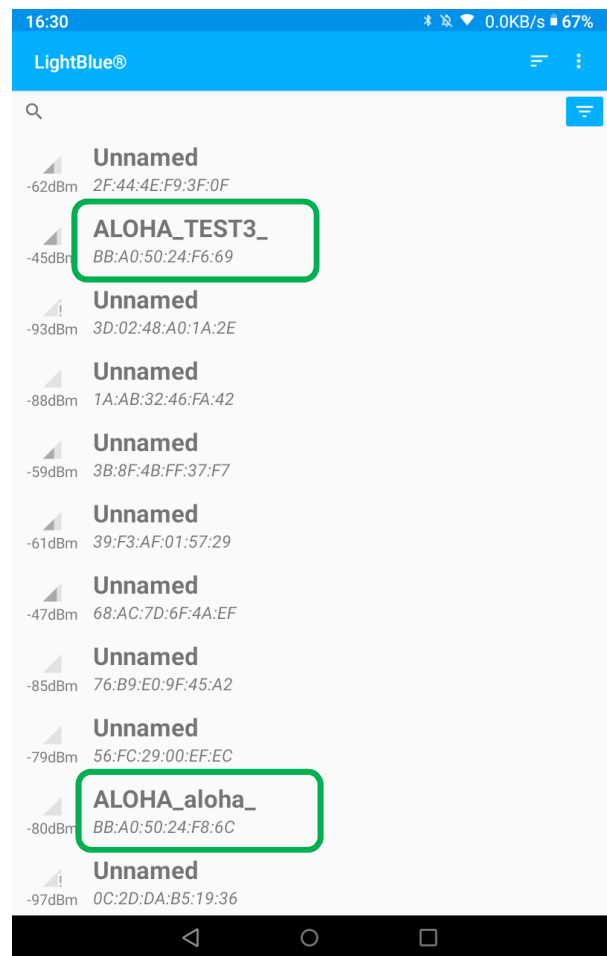 16:30 0.0KB/s 67%
LightBlue®
Unnamed
-62dBm 2F:44:4E:F9:3F:0F
ALOHA_TEST3_
-45dBm BB:A0:50:24:F6:69
Unnamed
-93dBm 3D:02:48:A0:1A:2E
Unnamed
-88dBm 1A:AB:32:46:FA:42
Unnamed
-59dBm 3B:8F:4B:FF:37:F7
Unnamed
-61dBm 39:F3:AF:01:57:29
Unnamed
-47dBm 68:AC:7D:6F:4A:EF
Unnamed
-85dBm 76:B9:E0:9F:45:A2
Unnamed
-79dBm 56:FC:29:00:EF:EC
ALOHA_aloha_
-80dBm BB:A0:50:24:F8:6C
Unnamed
-97dBm 0C:2D:DA:B5:19:36